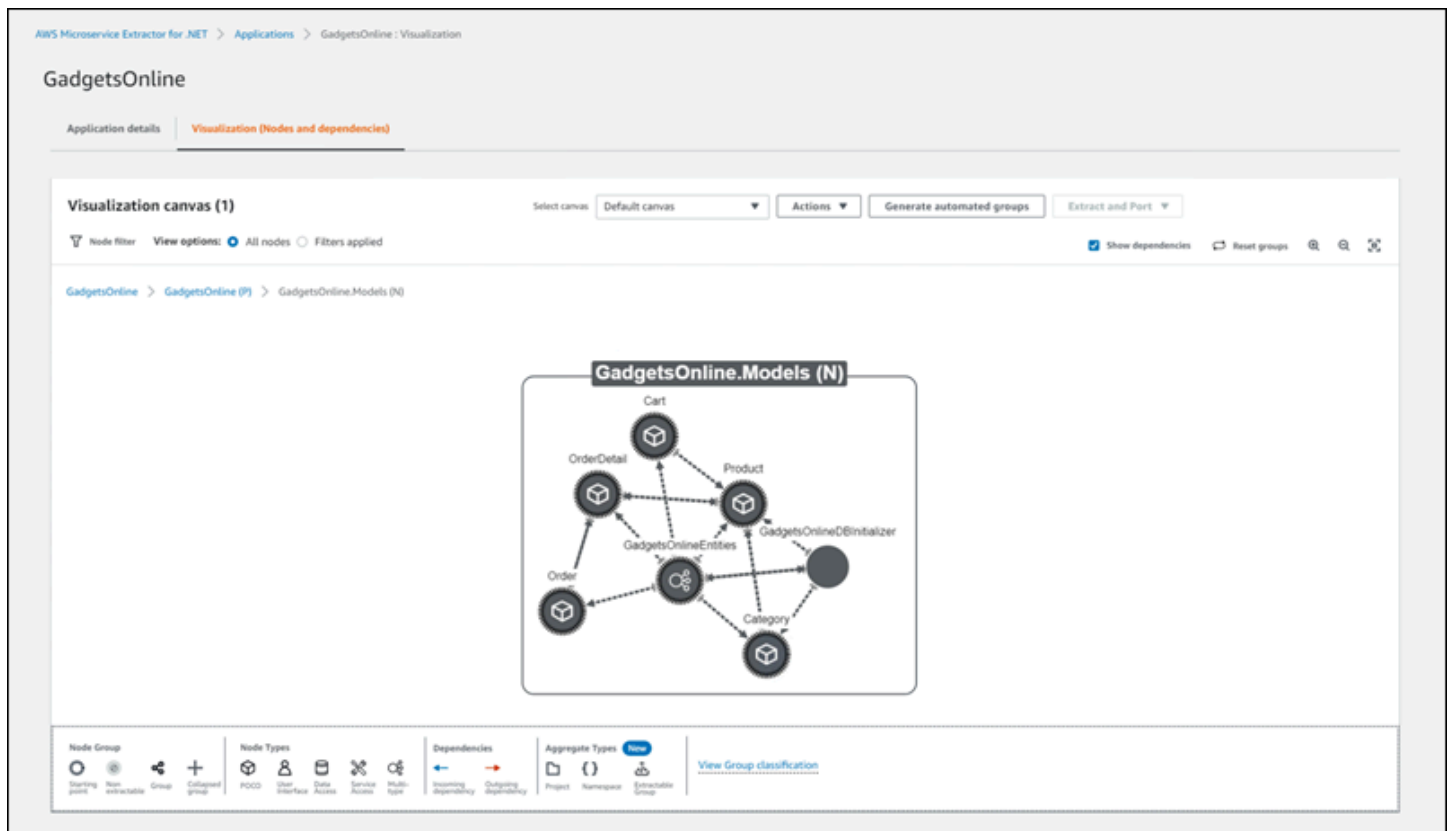 AWS Microservice Extractor for .NET > Applications > GadgetsOnline : Visualization
GadgetsOnline
Application details Visualization (Nodes and dependencies)
Visualization canvas (1) Select canvas Default canvas Actions Generate automated groups Extract and Port
Node filter View options: All nodes Filters applied Show dependencies Reset groups
GadgetsOnline > GadgetsOnline (P) > GadgetsOnline.Models (N)
GadgetsOnline.Models (N)
Cart
OrderDetail
Product
GadgetsOnlineDBInitializer
GadgetsOnlineEntities
Order
Category
Node Group Node Types Dependencies Aggregate Types New
View Group classification
Starting point Non extractable Group Collapsed group POCO User Interface Data Access Service Access Multi-type Incoming dependency Outgoing dependency Project Namespace Extractable Group